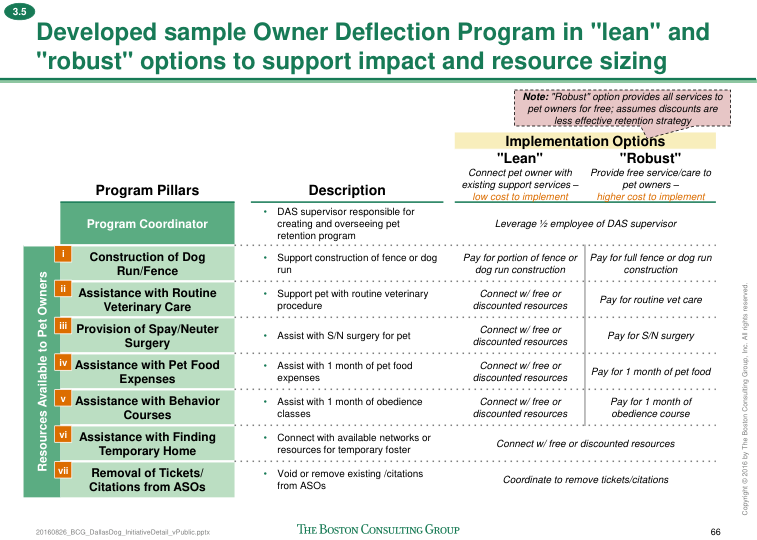 3.5
Developed sample Owner Deflection Program in "lean" and
"robust" options to support impact and resource sizing
Note: "Robust" option provides all services to
pet owners for free; assumes discounts are
less effective retention strategy
Implementation Options
"Lean"
Connect pet owner with
existing support services –
low cost to implement
"Robust"
Provide free service/care to
pet owners –
higher cost to implement
Program Pillars
Description
Program Coordinator
• DAS supervisor responsible for
creating and overseeing pet
retention program
Leverage ½ employee of DAS supervisor
Resources Available to Pet Owners
i
Construction of Dog
Run/Fence
• Support construction of fence or dog
run
Pay for portion of fence or
dog run construction
Pay for full fence or dog run
construction
ii
Assistance with Routine
Veterinary Care
• Support pet with routine veterinary
procedure
Connect w/ free or
discounted resources
Pay for routine vet care
iii
Provision of Spay/Neuter
Surgery
• Assist with S/N surgery for pet
Connect w/ free or
discounted resources
Pay for S/N surgery
iv
Assistance with Pet Food
Expenses
• Assist with 1 month of pet food
expenses
Connect w/ free or
discounted resources
Pay for 1 month of pet food
v
Assistance with Behavior
Courses
• Assist with 1 month of obedience
classes
Connect w/ free or
discounted resources
Pay for 1 month of
obedience course
vi
Assistance with Finding
Temporary Home
• Connect with available networks or
resources for temporary foster
Connect w/ free or discounted resources
vii
Removal of Tickets/
Citations from ASOs
• Void or remove existing /citations
from ASOs
Coordinate to remove tickets/citations
Copyright © 2016 by The Boston Consulting Group, Inc. All rights reserved.
20160826_BCG_DallasDog_InitiativeDetail_vPublic.pptx
THE BOSTON CONSULTING GROUP
66